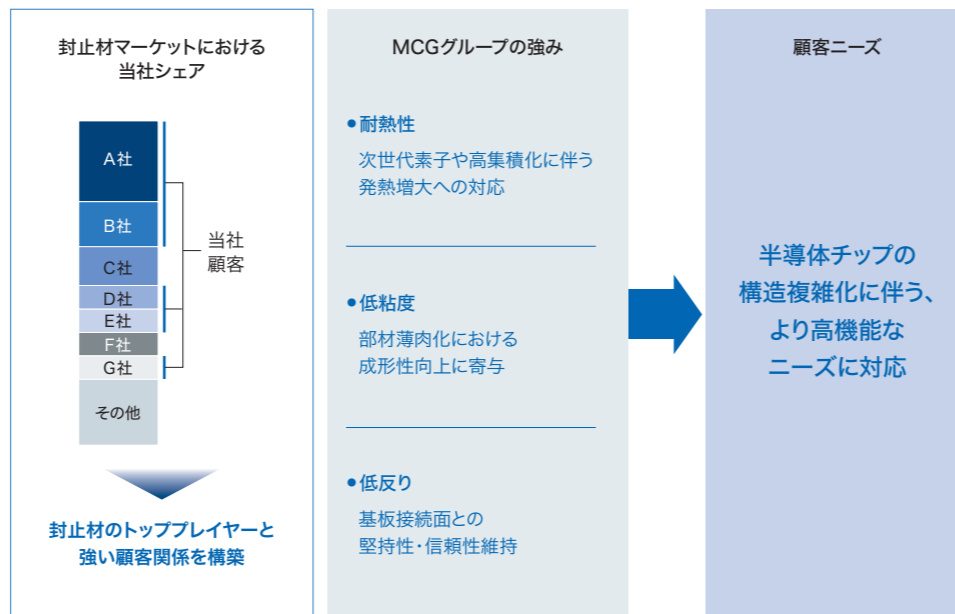 封止材マーケットにおける
当社シェア
A社
B社
C社
D社
E社
F社
G社
その他
当社
顧客
封止材のトッププレイヤーと
強い顧客関係を構築
MCGグループの強み
●耐熱性
次世代素子や高集積化に伴う
発熱増大への対応
●低粘度
部材薄肉化における
成形性向上に寄与
●低反り
基板接続面との
堅持性・信頼性維持
顧客ニーズ
半導体チップの
構造複雑化に伴う、
より高機能な
ニーズに対応